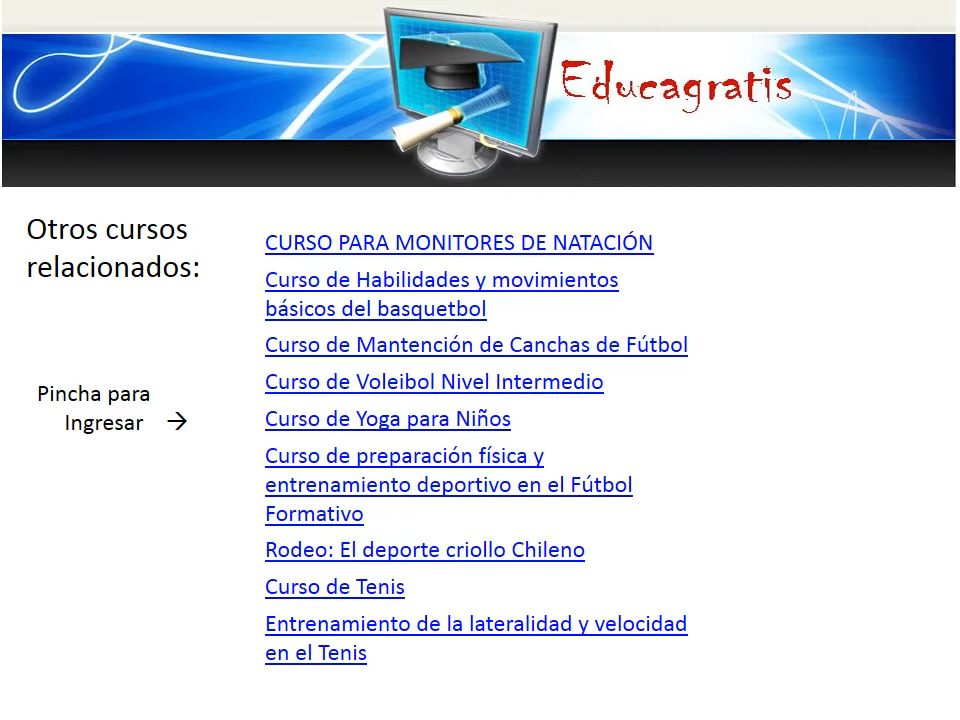 Educagratis
Otros cursos
relacionados:
Pincha para
Ingresar →
CURSO PARA MONITORES DE NATACIÓN
Curso de Habilidades y movimientos
básicos del basquetbol
Curso de Mantención de Canchas de Fútbol
Curso de Voleibol Nivel Intermedio
Curso de Yoga para Niños
Curso de preparación física y
entrenamiento deportivo en el Fútbol
Formativo
Rodeo: El deporte criollo Chileno
Curso de Tenis
Entrenamiento de la lateralidad y velocidad
en el Tenis